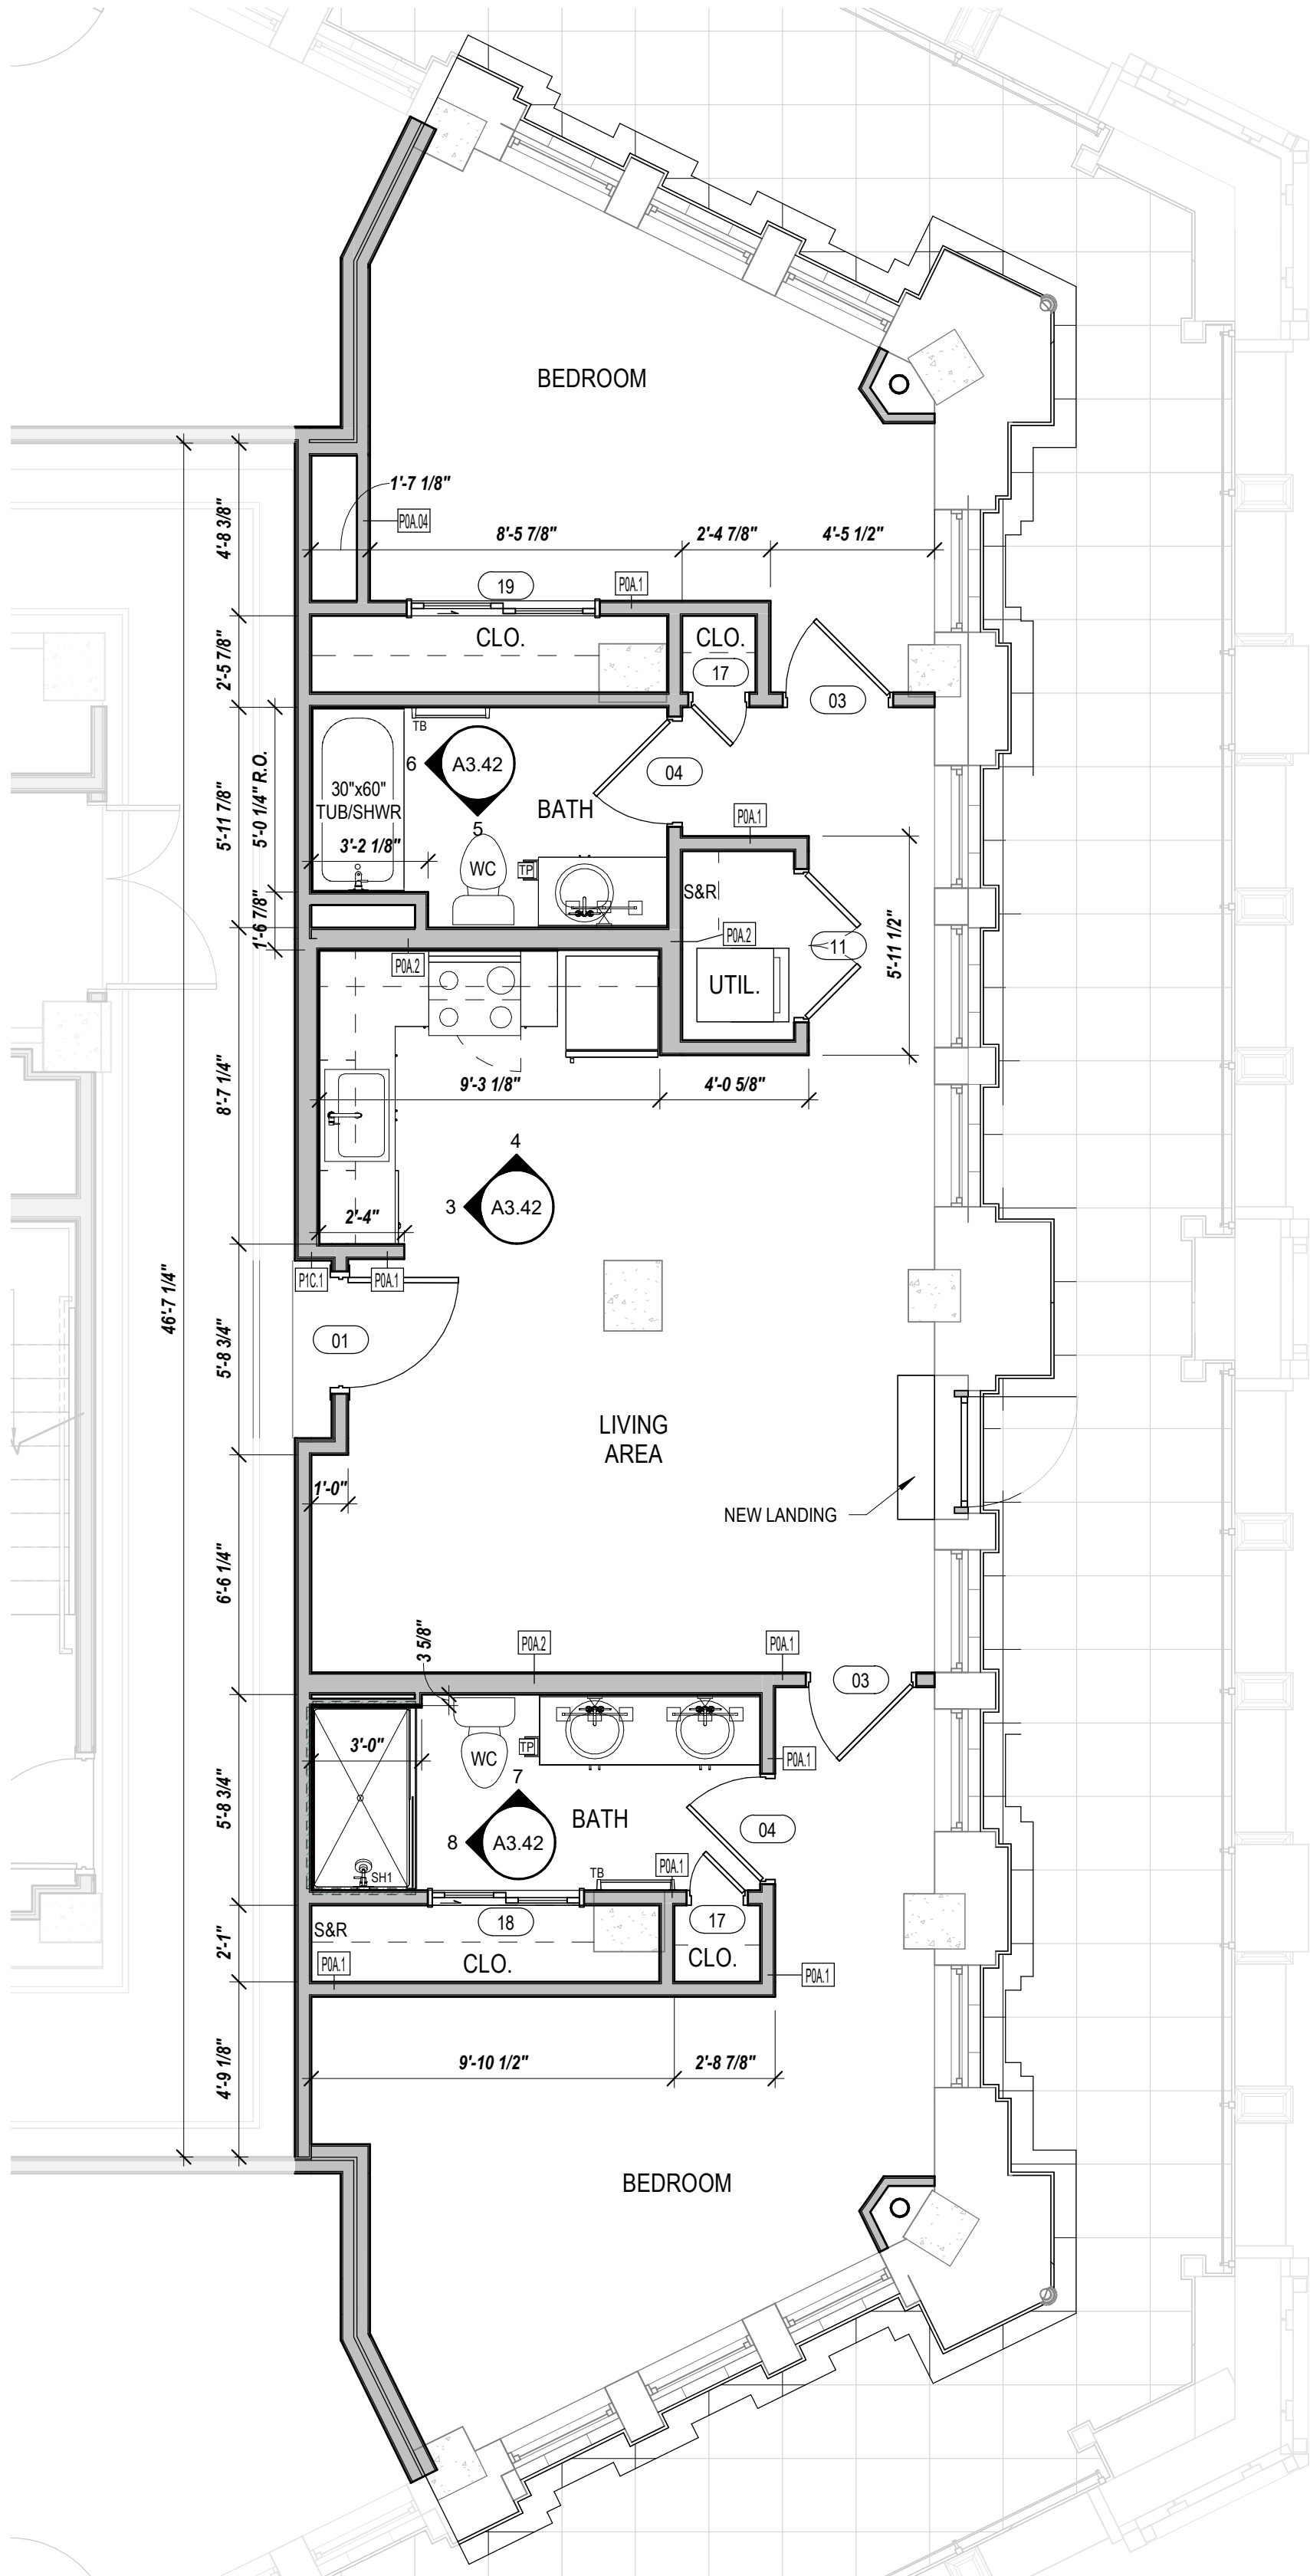 BEDROOM
1'-7 1/8"
P0A.04
4'-8 3/8"
8'-5 7/8"
2'-4 7/8"
4'-5 1/2"
19
P0A.1
CLO.
CLO.
17
2'-5 7/8"
03
TB
6
A3.42
5
04
30"x60"
TUB/SHWR
BATH
3'-2 1/8"
5'-11 7/8"
5'-0 1/4" R.O.
WC
TP
P0A.1
S&R
1'-6 7/8"
P0A.2
P0A.2
11
5'-11 1/2"
UTIL.
9'-3 1/8"
4'-0 5/8"
8'-7 1/4"
4
3
A3.42
2'-4"
P1C.1
P0A.1
46'-7 1/4"
01
5'-8 3/4"
LIVING
AREA
1'-0"
NEW LANDING
6'-6 1/4"
3 5/8"
P0A.2
P0A.1
03
3'-0"
WC
TP
P0A.1
7
BATH
04
5'-8 3/4"
8
A3.42
SH1
TB
P0A.1
18
17
S&R
CLO.
CLO.
2'-1"
P0A.1
P0A.1
4'-9 1/8"
9'-10 1/2"
2'-8 7/8"
BEDROOM